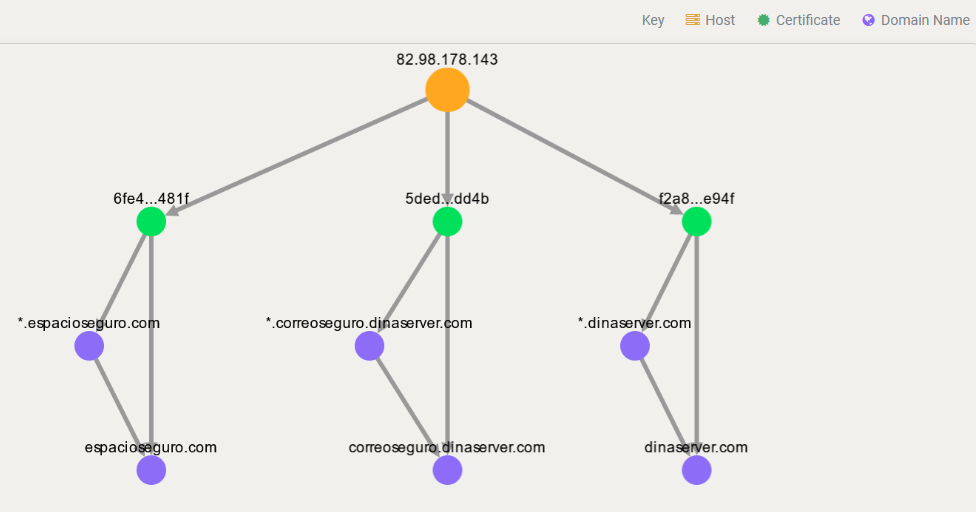 Key Host Certificate Domain Name
82.98.178.143
6fe4...481f 5ded...dd4b f2a8...e94f
*.espacioseguro.com *.correoseguro.dinaserver.com *.dinaserver.com
espacioseguro.com correoseguro.dinaserver.com dinaserver.com